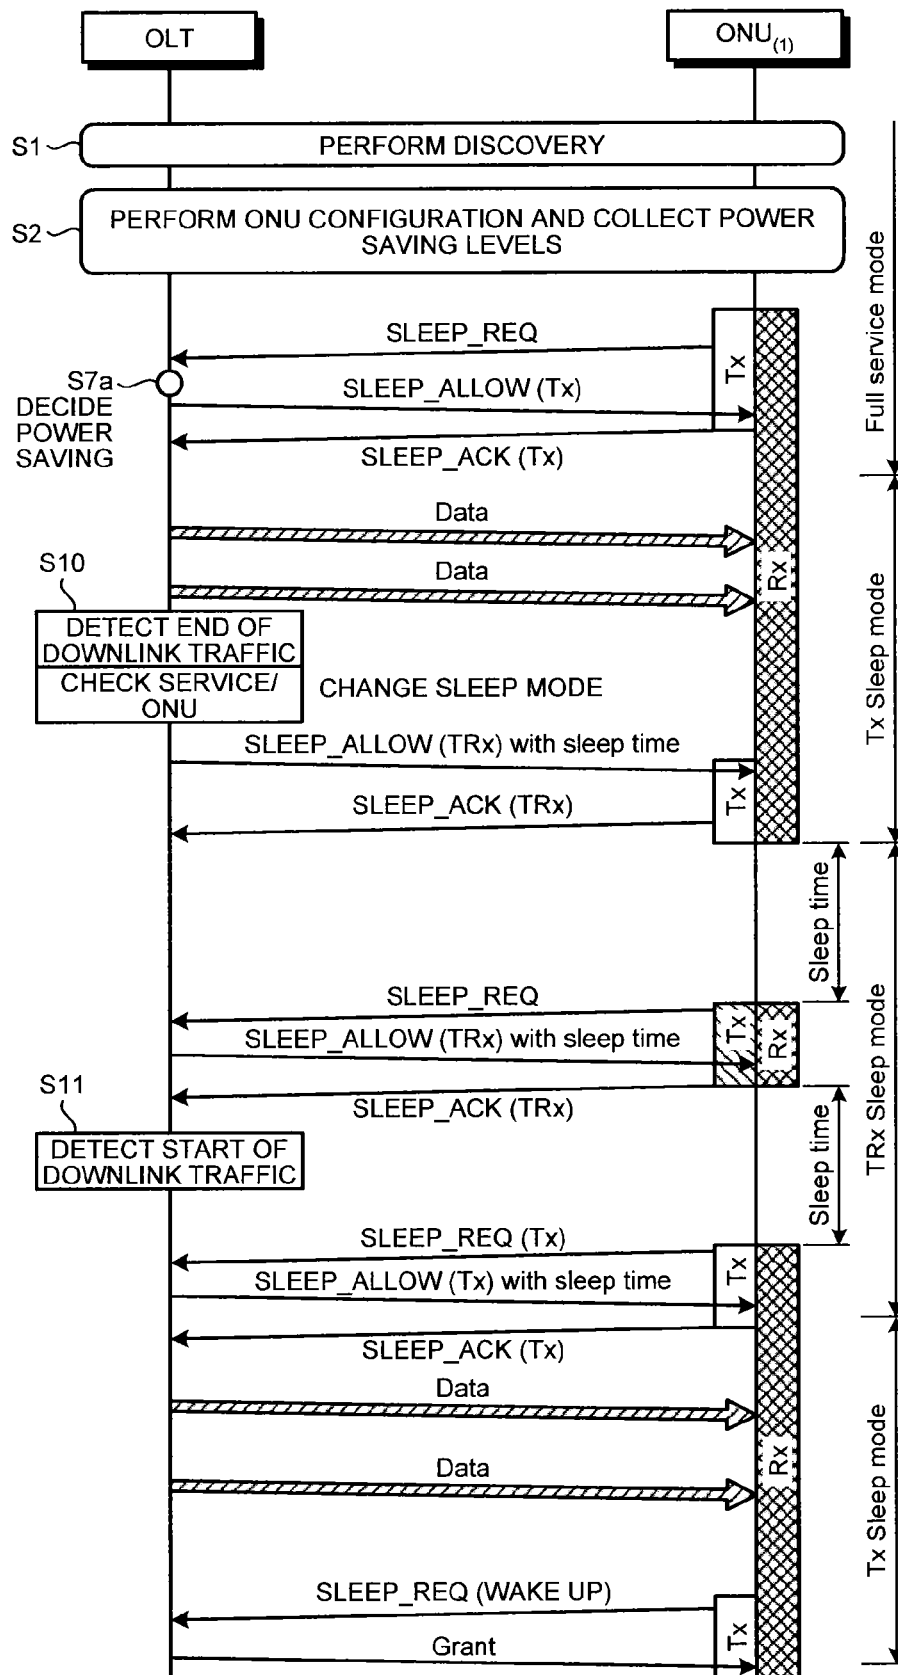 OLT
ONU(1)
S1
PERFORM DISCOVERY
S2
PERFORM ONU CONFIGURATION AND COLLECT POWER
SAVING LEVELS
Full service mode
SLEEP_REQ
Tx
S7a
DECIDE
POWER
SAVING
SLEEP_ALLOW (Tx)
SLEEP_ACK (Tx)
Data
Data
Rx
Tx Sleep mode
S10
DETECT END OF
DOWNLINK TRAFFIC
CHECK SERVICE/
ONU
CHANGE SLEEP MODE
SLEEP_ALLOW (TRx) with sleep time
Tx
SLEEP_ACK (TRx)
Sleep time
TRx Sleep mode
SLEEP_REQ
Tx
Rx
SLEEP_ALLOW (TRx) with sleep time
SLEEP_ACK (TRx)
S11
DETECT START OF
DOWNLINK TRAFFIC
Sleep time
SLEEP_REQ (Tx)
Tx
SLEEP_ALLOW (Tx) with sleep time
SLEEP_ACK (Tx)
Data
Data
Rx
Tx Sleep mode
SLEEP_REQ (WAKE UP)
Tx
Grant